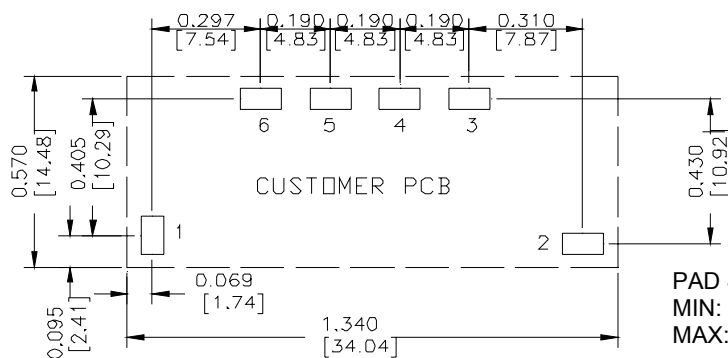 0.297 0.190 0.190 0.190 0.310
[7.54] [4.83] [4.83] [4.83] [7.87]
6 5 4 3
0.570
[14.48]
0.405
[10.29]
0.430
[10.92]
CUSTOMER PCB
1
2
0.069
[1.74]
0.095
[2.41]
1.340
[34.04]
PAD
MIN:
MAX: